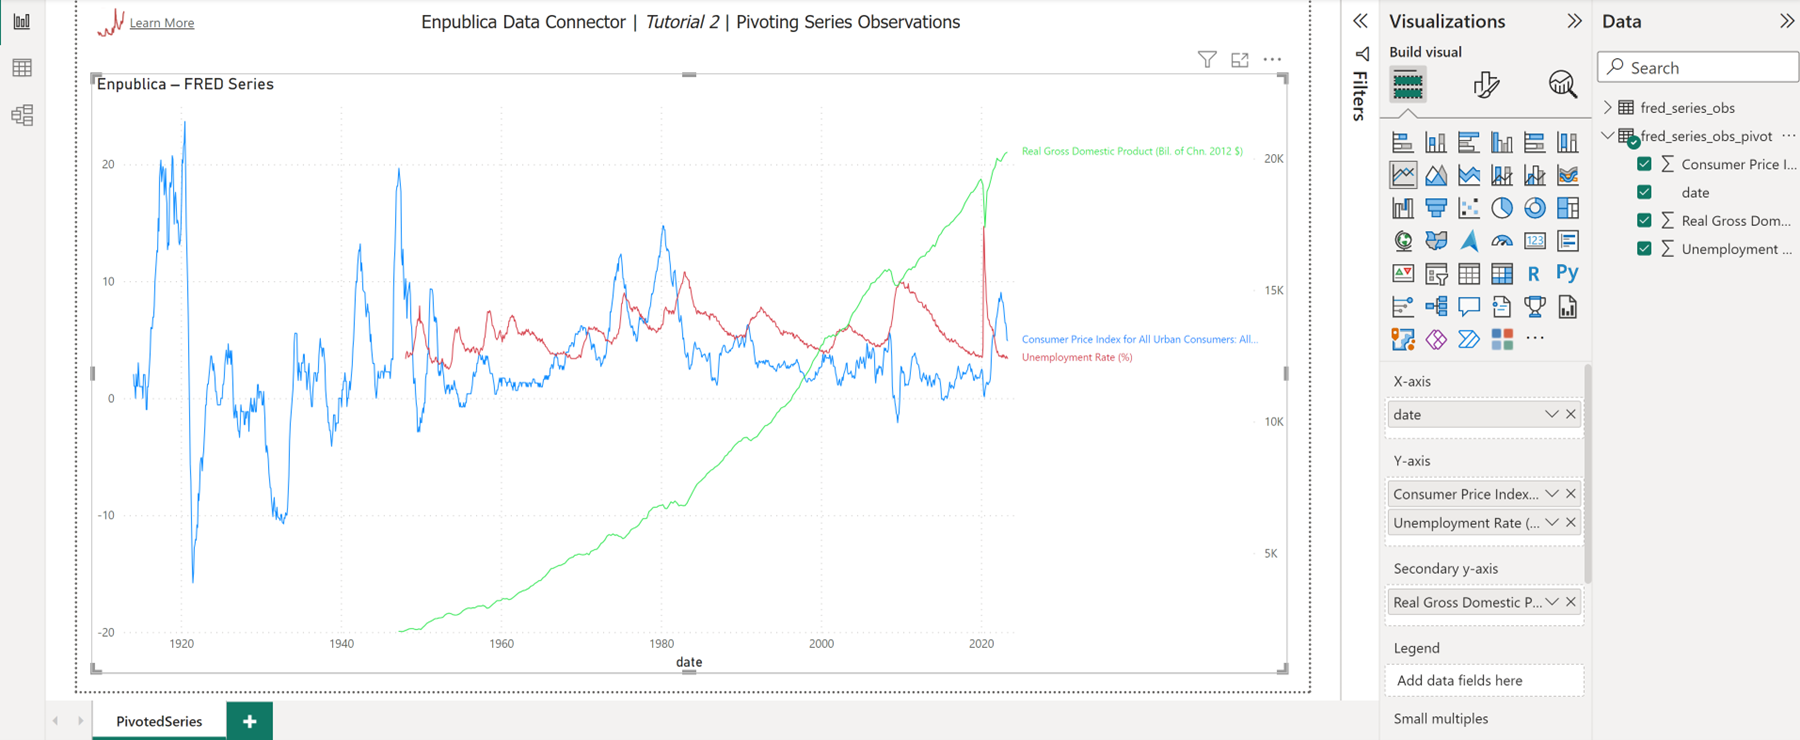 Learn More
Enpublica Data Connector | Tutorial 2 | Pivoting Series Observations
Enpublica – FRED Series
20
10
0
-10
-20
20K
15K
10K
5K
Real Gross Domestic Product (Bil. of Chn. 2012 $)
Consumer Price Index for All Urban Consumers: All...
Unemployment Rate (%)
1920
1940
1960
1980
2000
2020
date
PivotedSeries
+
Filters
Visualizations
Build visual
123
R
Py
X-axis
date
Y-axis
Consumer Price Index...
Unemployment Rate (...
Secondary y-axis
Real Gross Domestic P...
Legend
Add data fields here
Small multiples
Data
Search
fred_series_obs
fred_series_obs_pivot
Consumer Price I...
date
Real Gross Dom...
Unemployment ...